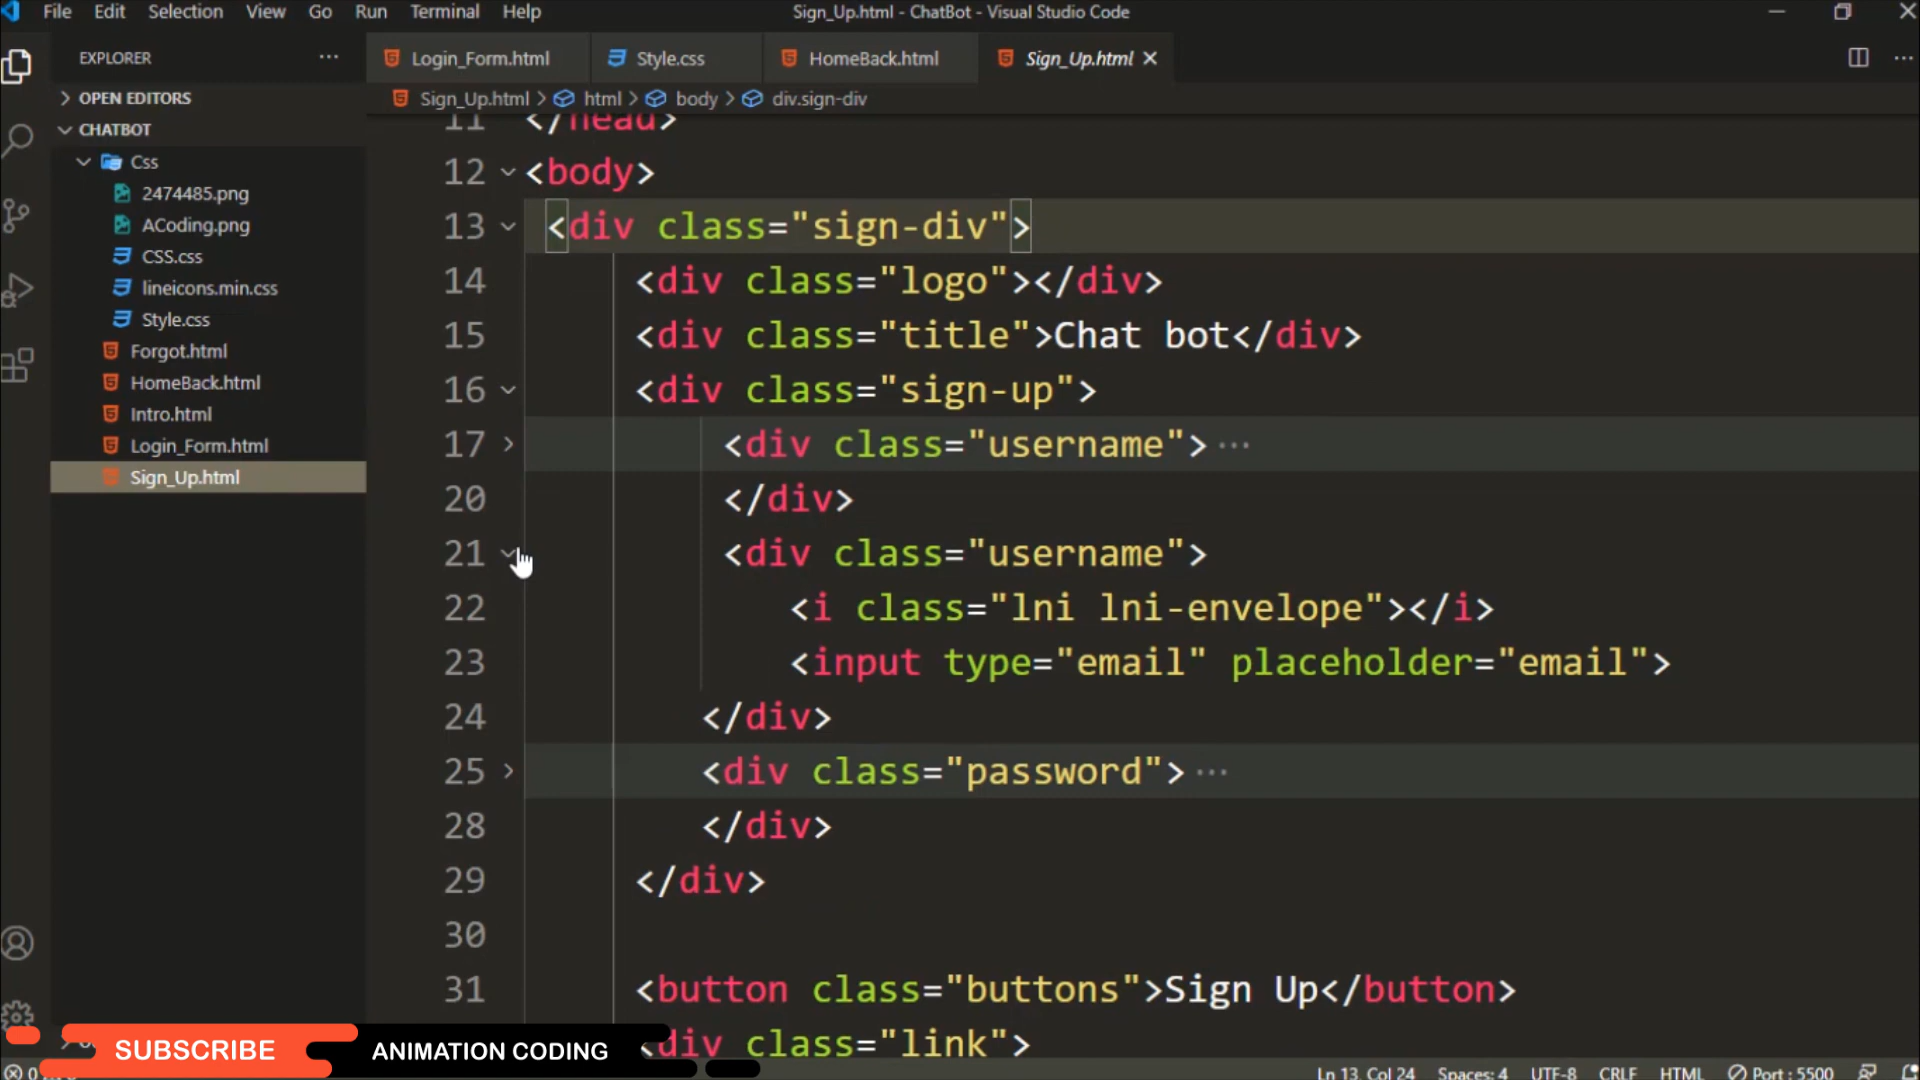 File Edit Selection View Go Run Terminal Help
Sign_Up.html - ChatBot - Visual Studio Code
EXPLORER
Login_Form.html Style.css HomeBack.html Sign_Up.html
OPEN EDITORS
Sign_Up.html > html > body > div.sign-div
CHATBOT
Css
2474485.png
ACoding.png
CSS.css
lineicons.min.css
Style.css
Forgot.html
HomeBack.html
Intro.html
Login_Form.html
Sign_Up.html
11 </head>
12 <body>
13 <div class="sign-div">
14 <div class="logo"></div>
15 <div class="title">Chat bot</div>
16 <div class="sign-up">
17 <div class="username"> ...
20 </div>
21 <div class="username">
22 <i class="lni lni-envelope"></i>
23 <input type="email" placeholder="email">
24 </div>
25 <div class="password"> ...
28 </div>
29 </div>
30
31 <button class="buttons">Sign Up</button>
<div class="link">
SUBSCRIBE
ANIMATION CODING
0
Ln 13, Col 24 Spaces: 4 UTF-8 CRLF HTML Port : 5500